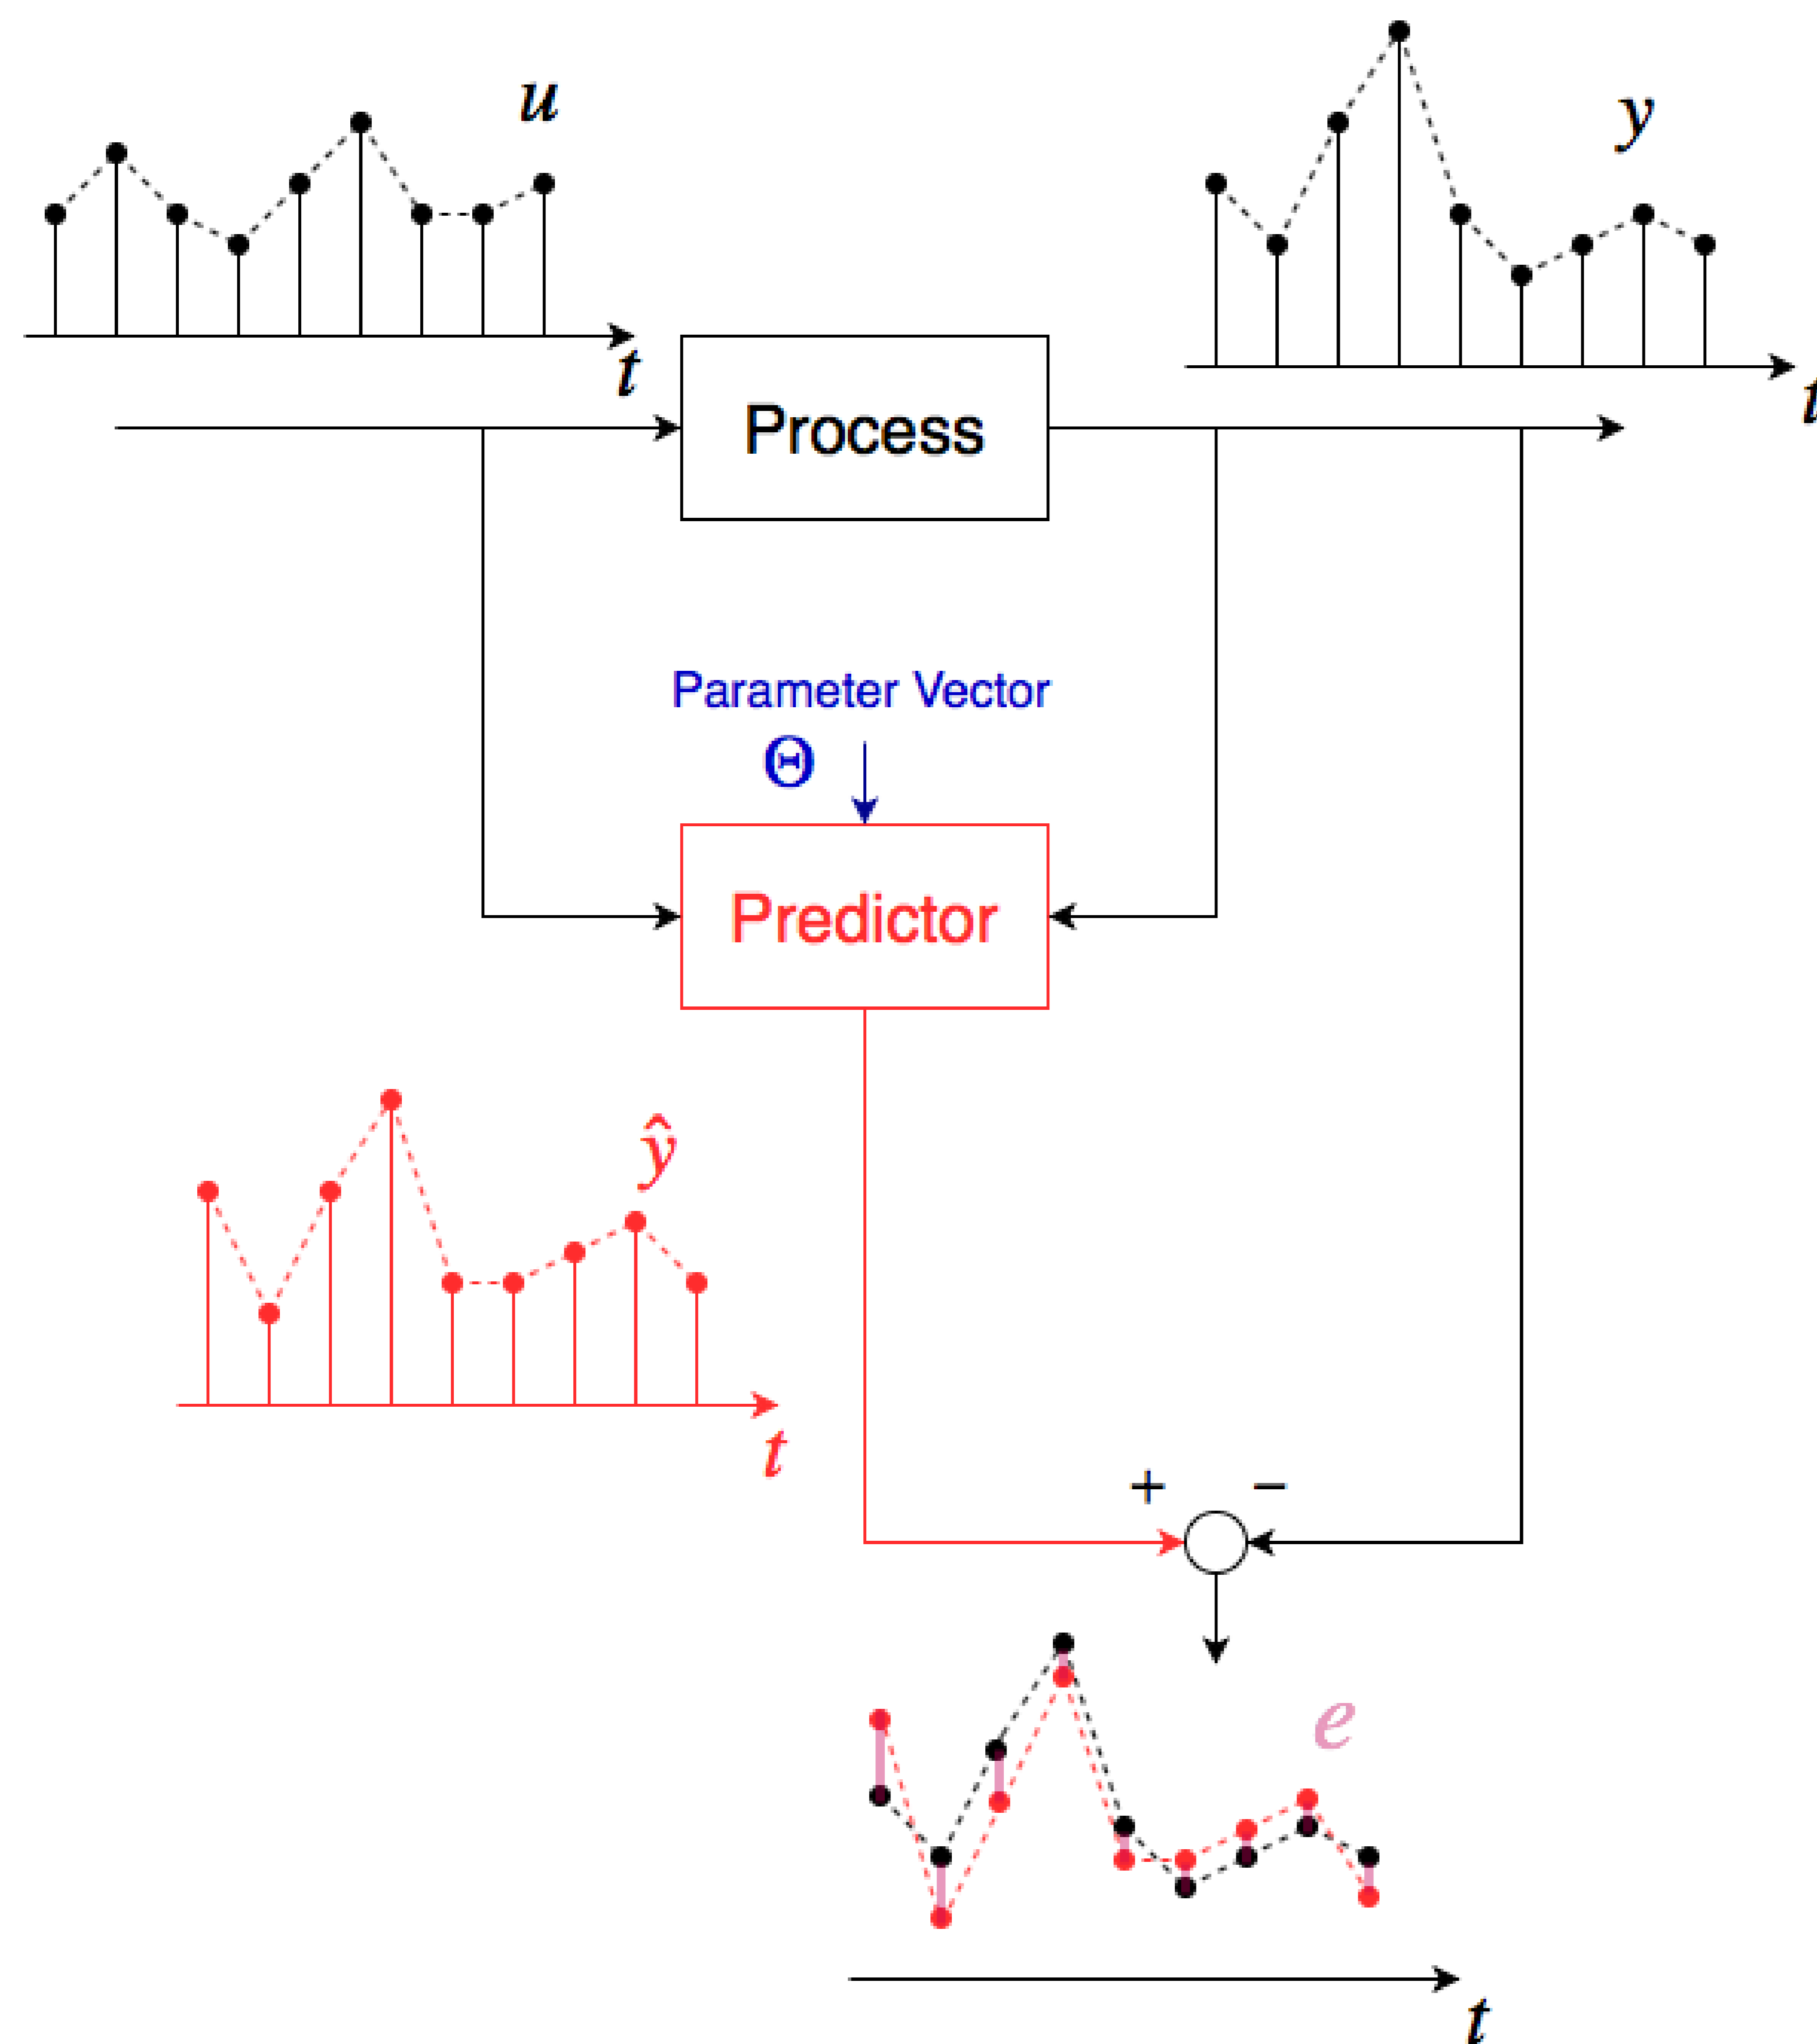 u
y
t
t
Process
Parameter Vector
Θ
Predictor
ŷ
t
+ −
e
t